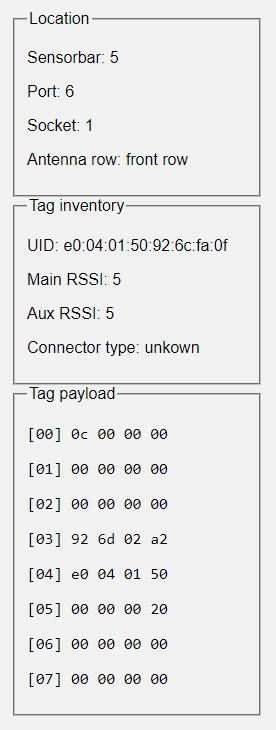 Location
Sensorbar: 5
Port: 6
Socket: 1
Antenna row: front row
Tag inventory
UID: e0:04:01:50:92:6c:fa:0f
Main RSSI: 5
Aux RSSI: 5
Connector type: unkown
Tag payload
[00] 0c 00 00 00
[01] 00 00 00 00
[02] 00 00 00 00
[03] 92 6d 02 a2
[04] e0 04 01 50
[05] 00 00 00 20
[06] 00 00 00 00
[07] 00 00 00 00